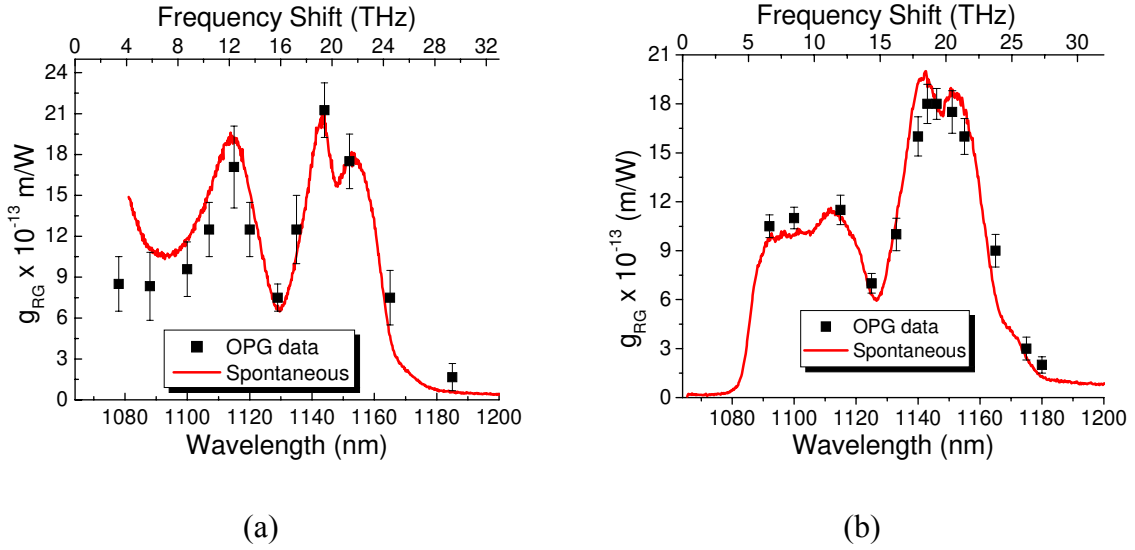 Frequency Shift (THz)
0 4 8 12 16 20 24 28 32
24
21
18
15
12
9
6
3
0
g_RG x 10^-13 m/W
OPG data
Spontaneous
1080 1100 1120 1140 1160 1180 1200
Wavelength (nm)
(a)
Frequency Shift (THz)
0 5 10 15 20 25 30
21
18
15
12
9
6
3
0
g_RG x 10^-13 (m/W)
OPG data
Spontaneous
1080 1100 1120 1140 1160 1180 1200
Wavelength (nm)
(b)